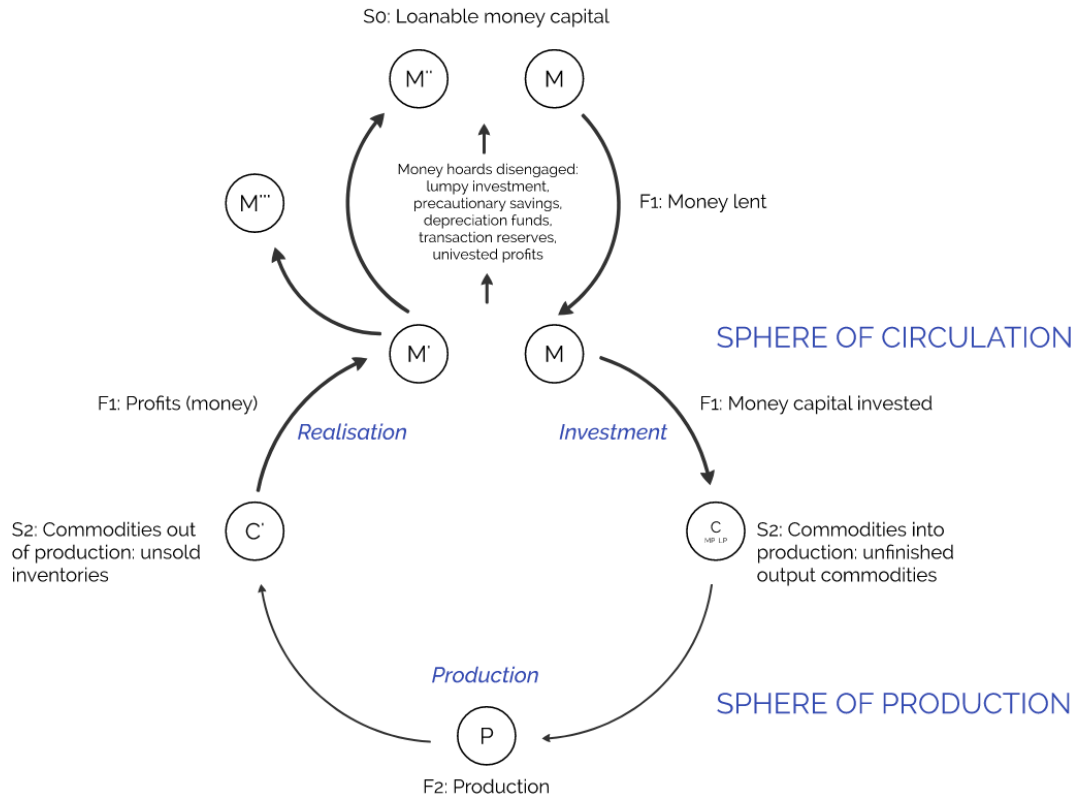 S0: Loanable money capital
M¨
M
Money hoards disengaged:
lumpy investment,
precautionary savings,
depreciation funds,
transaction reserves,
univested profits
M¨˙
F1: Money lent
SPHERE OF CIRCULATION
M˙
M
F1: Profits (money)
F1: Money capital invested
Realisation
Investment
S2: Commodities out
of production: unsold
inventories
C˙
C
MP LP
S2: Commodities into
production: unfinished
output commodities
Production
SPHERE OF PRODUCTION
P
F2: Production